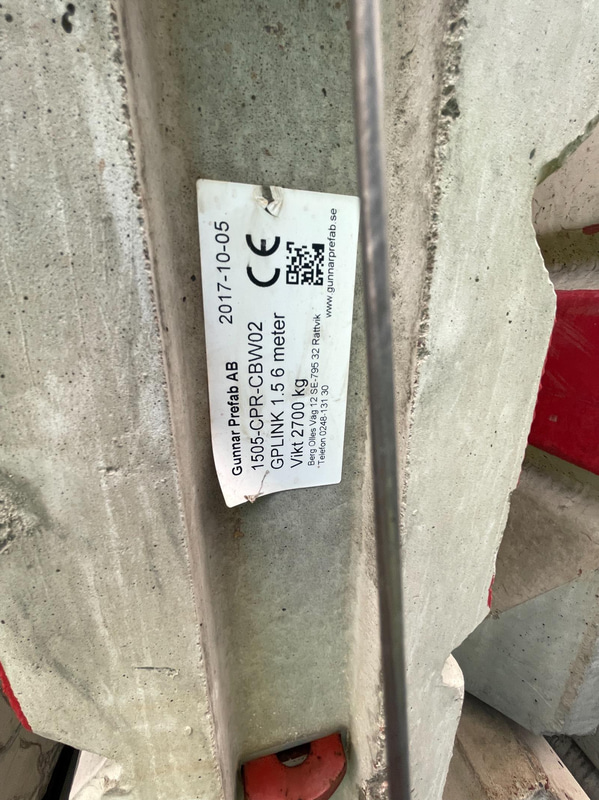 Gunnar Prefab AB 2017-10-05
1505-CPR-CBW02 CE
GPLINK 1.5 6 meter
Vikt 2700 kg
Berg Olles Väg 12 SE-795 32 Rättvik
Telefon 0248-131 30
www.gunnarprefab.se